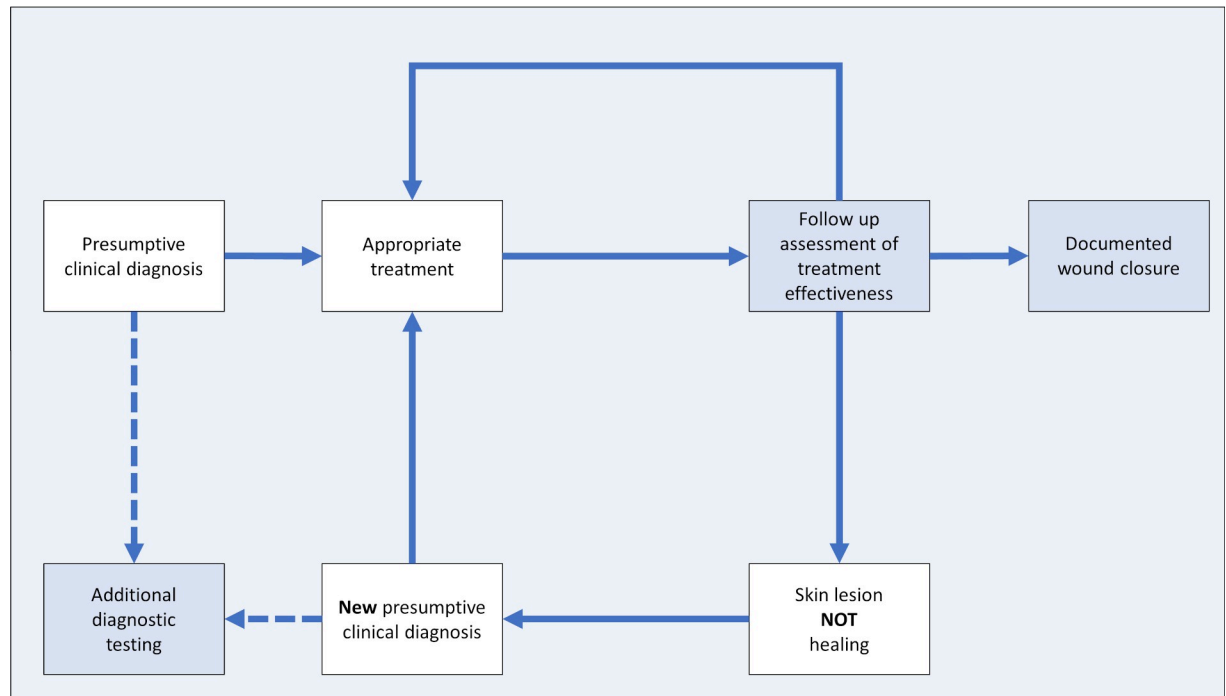 Presumptive
clinical diagnosis
Appropriate
treatment
Follow up
assessment of
treatment
effectiveness
Documented
wound closure
Additional
diagnostic
testing
New presumptive
clinical diagnosis
Skin lesion
NOT
healing